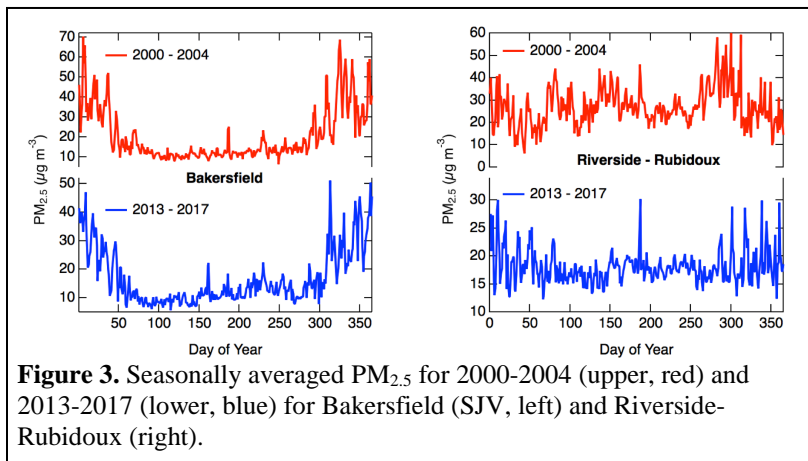 70
60
50
40
30
20
10
2000 - 2004
Bakersfield
50
40
30
20
10
2013 - 2017
PM2.5 (µg m-3)
50 100 150 200 250 300 350
Day of Year
60
50
40
30
20
10
0
2000 - 2004
Riverside - Rubidoux
PM2.5 (µg m-3)
30
25
20
15
10
2013 - 2017
0 50 100 150 200 250 300 350
Day of Year
Figure 3. Seasonally averaged PM2.5 for 2000-2004 (upper, red) and
2013-2017 (lower, blue) for Bakersfield (SJV, left) and Riverside-
Rubidoux (right).